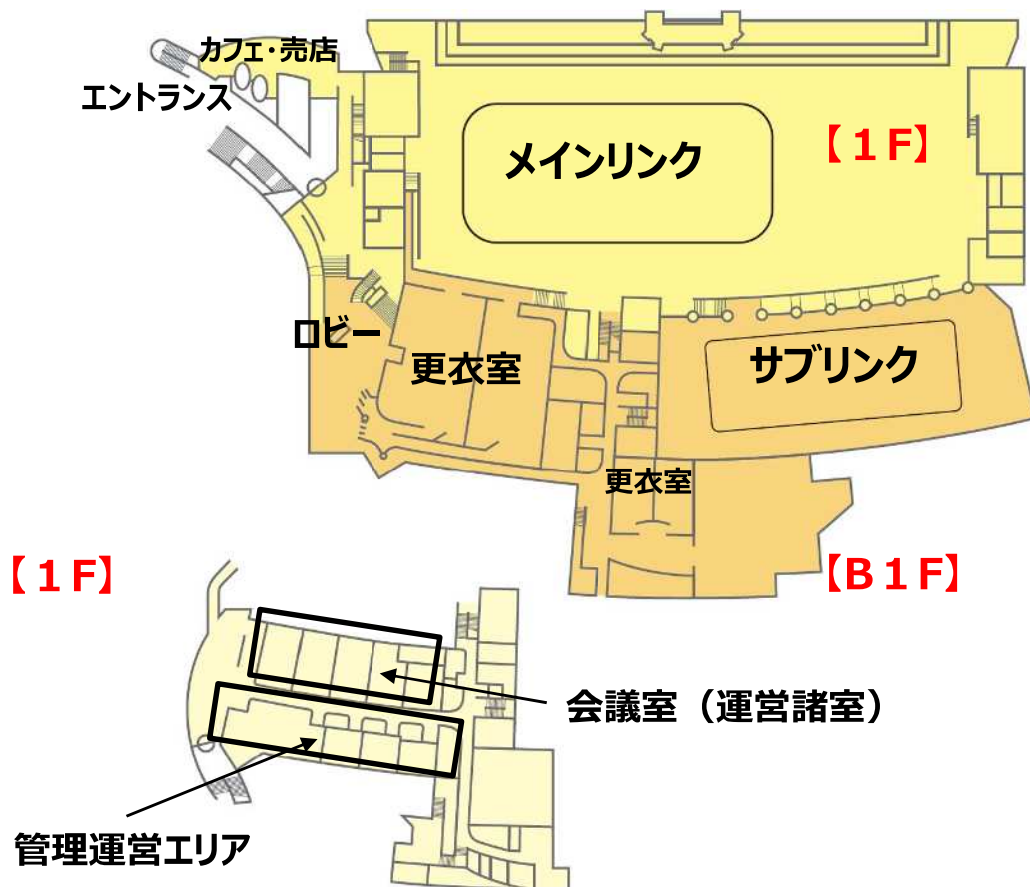 カフェ・売店
エントランス
メインリンク
【１F】
ロビー
更衣室
サブリンク
更衣室
【１F】
【B１F】
会議室（運営諸室）
管理運営エリア